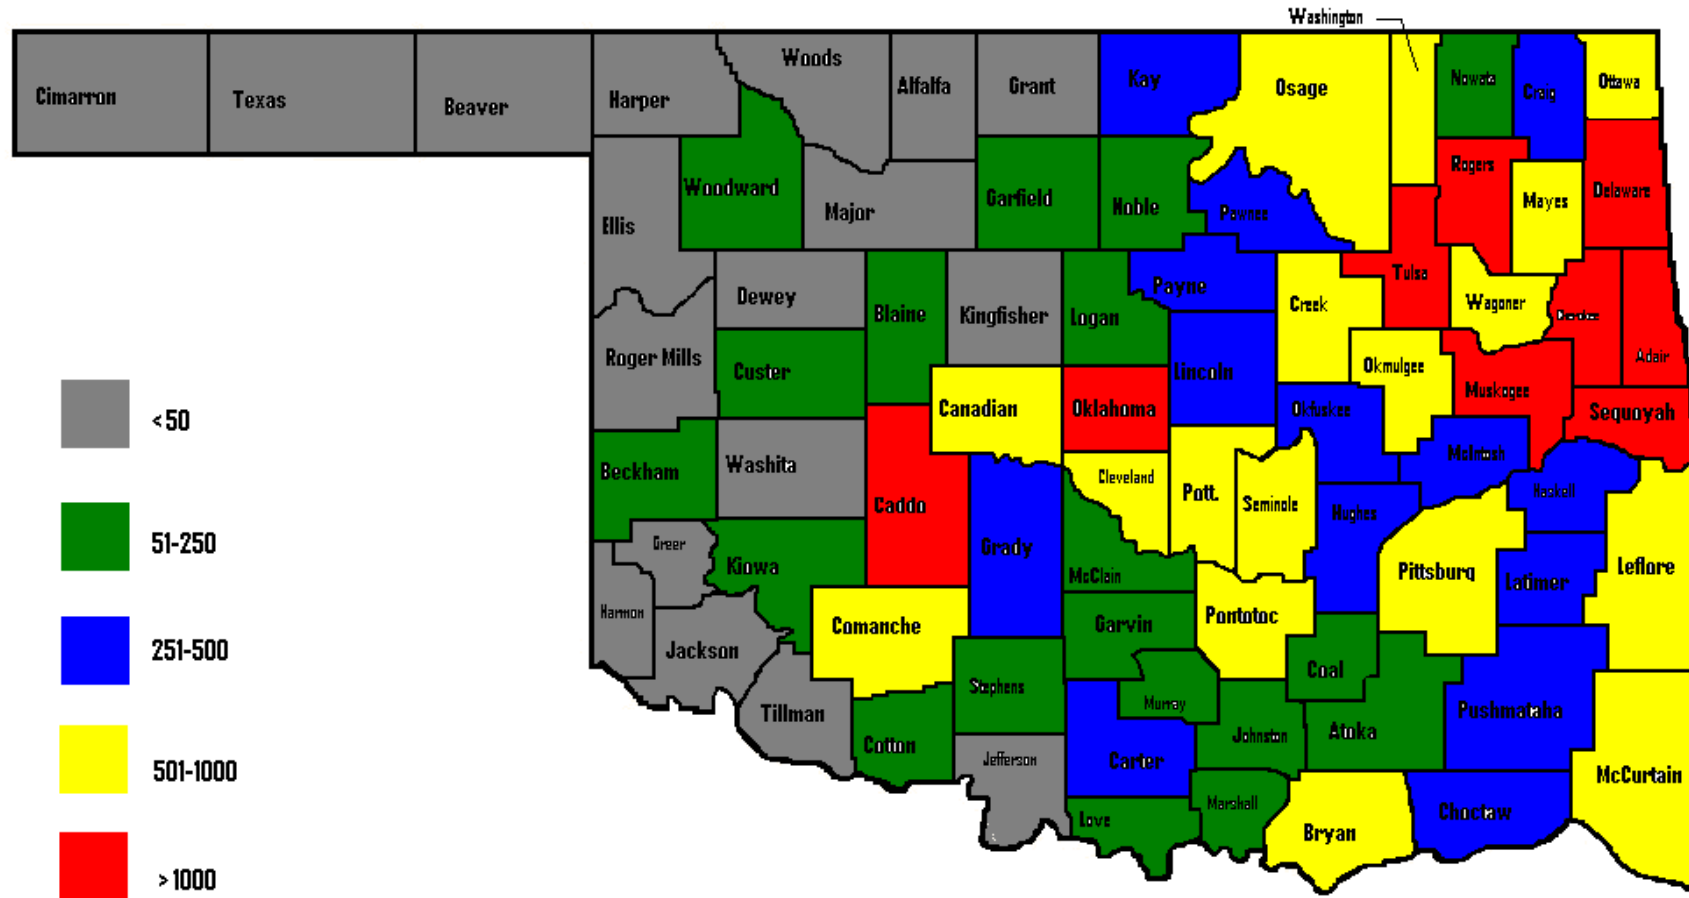 Washington
Woods
Cimarron
Texas
Beaver
Harper
Alfalfa
Grant
Kay
Osage
Nowata
Craig
Ottawa
Woodward
Ellis
Major
Garfield
Noble
Pawnee
Rogers
Mayes
Delaware
Dewey
Blaine
Kingfisher
Logan
Payne
Creek
Tulsa
Wagoner
Cherokee
Adair
Roger Mills
Custer
Lincoln
Okmulgee
Muskogee
Sequoyah
<50
Canadian
Oklahoma
Okfuskee
McIntosh
Haskell
Beckham
Washita
Caddo
Cleveland
Pott.
Seminole
Hughes
51-250
Greer
Kiowa
Grady
McClain
Pittsburg
Latimer
Leflore
Harmon
Comanche
Garvin
Pontotoc
251-500
Jackson
Stephens
Murray
Coal
Tillman
Cotton
Jefferson
Carter
Johnston
Atoka
Pushmataha
501-1000
Love
Marshall
Bryan
Choctaw
McCurtain
>1000